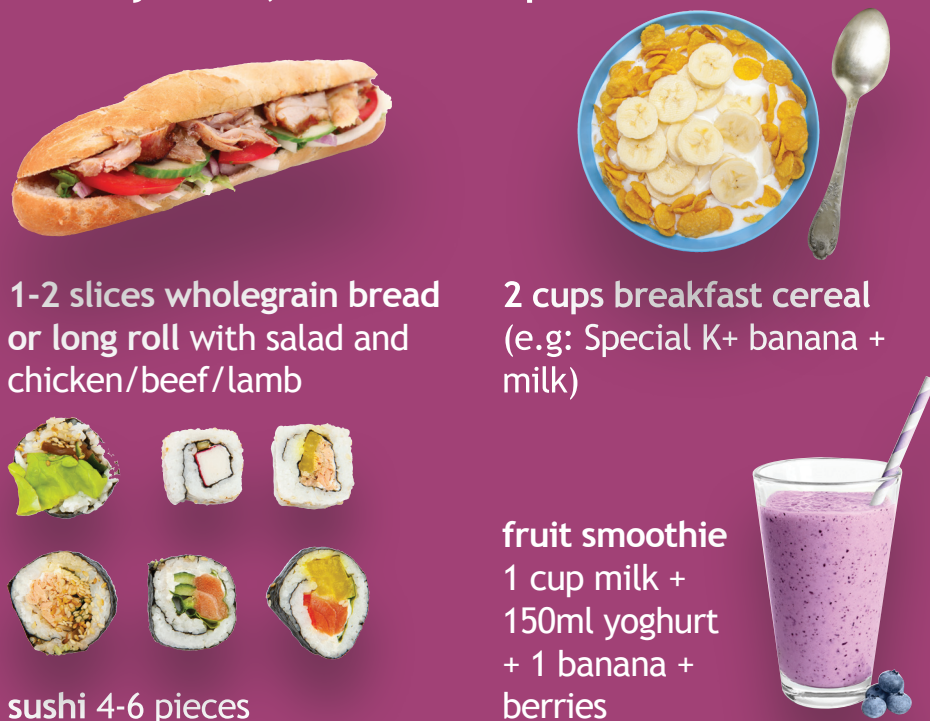 1-2 slices wholegrain bread
or long roll with salad and
chicken/beef/lamb
2 cups breakfast cereal
(e.g: Special K+ banana +
milk)
sushi 4-6 pieces
fruit smoothie
1 cup milk +
150ml yoghurt
+ 1 banana +
berries